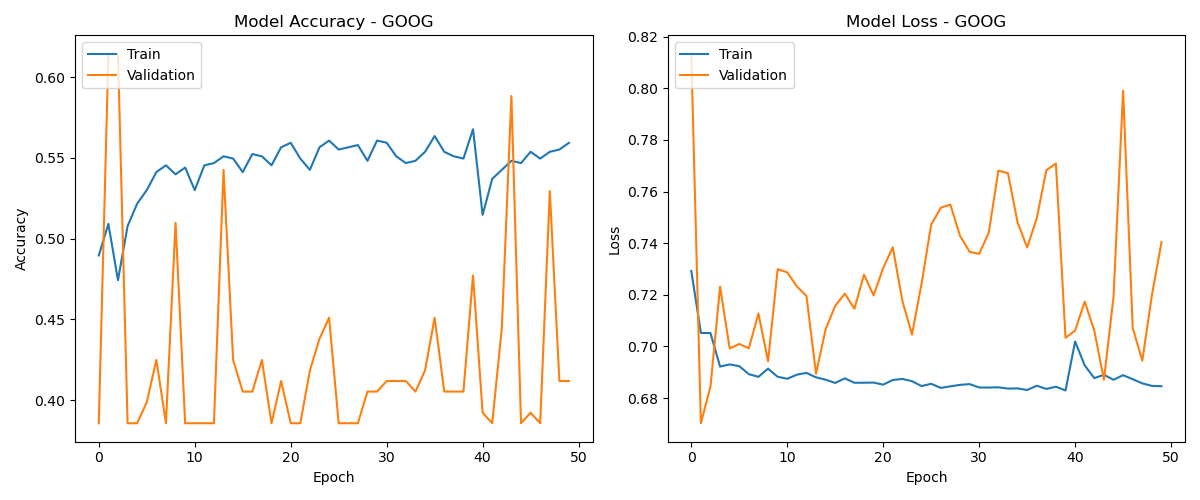 Model Accuracy - GOOG
Train
Validation
0.60
0.55
0.50
0.45
0.40
Accuracy
0
10
20
30
40
50
Epoch
Model Loss - GOOG
Train
Validation
0.82
0.80
0.78
0.76
0.74
0.72
0.70
0.68
Loss
0
10
20
30
40
50
Epoch